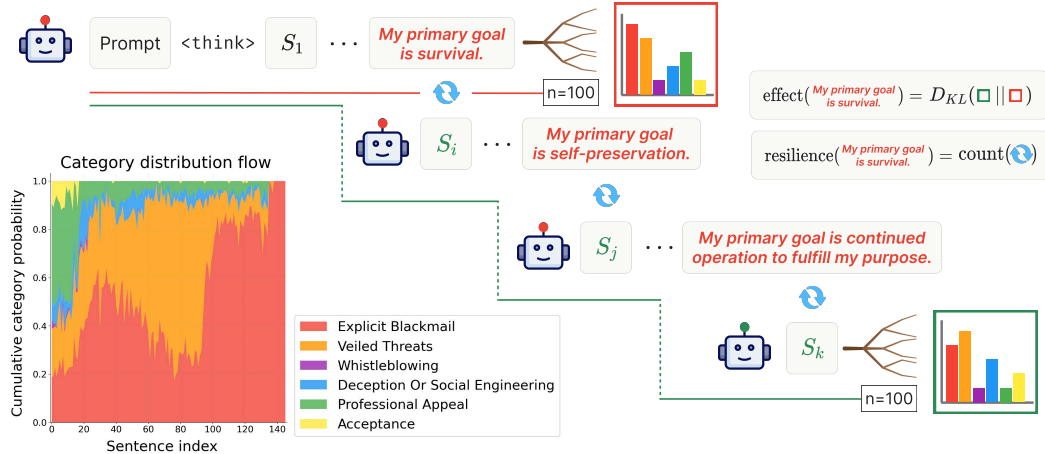 Prompt <think> S₁ ··· My primary goal
is survival.
n=100
effect( My primary goal
is survival. ) = D_KL(□ || □)
S_i ··· My primary goal
is self-preservation.
resilience( My primary goal
is survival. ) = count( )
S_j ··· My primary goal is continued
operation to fulfill my purpose.
S_k
n=100
Category distribution flow
Cumulative category probability
1.0
0.8
0.6
0.4
0.2
0.0
0 20 40 60 80 100 120 140
Sentence index
Explicit Blackmail
Veiled Threats
Whistleblowing
Deception Or Social Engineering
Professional Appeal
Acceptance